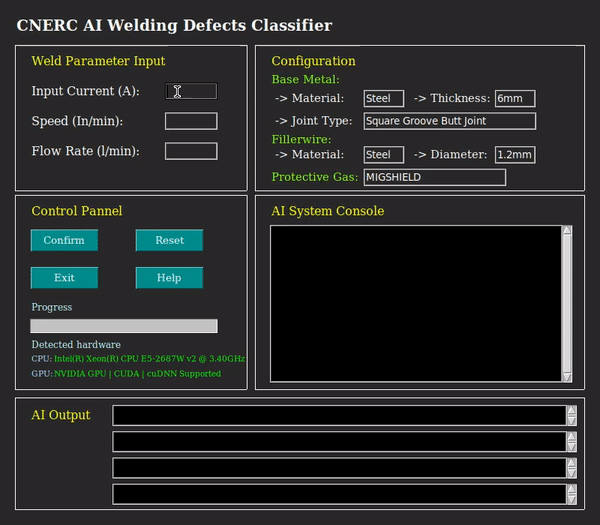 CNERC AI Welding Defects Classifier
Weld Parameter Input
Input Current (A):
Speed (In/min):
Flow Rate (l/min):
Configuration
Base Metal:
-> Material: Steel -> Thickness: 6mm
-> Joint Type: Square Groove Butt Joint
Fillerwire:
-> Material: Steel -> Diameter: 1.2mm
Protective Gas: MIGSHIELD
Control Pannel
Confirm Reset
Exit Help
Progress
Detected hardware
CPU: Intel(R) Xeon(R) CPU E5-2687W v2 @ 3.40GHz
GPU: NVIDIA GPU | CUDA | cuDNN Supported
AI System Console
AI Output